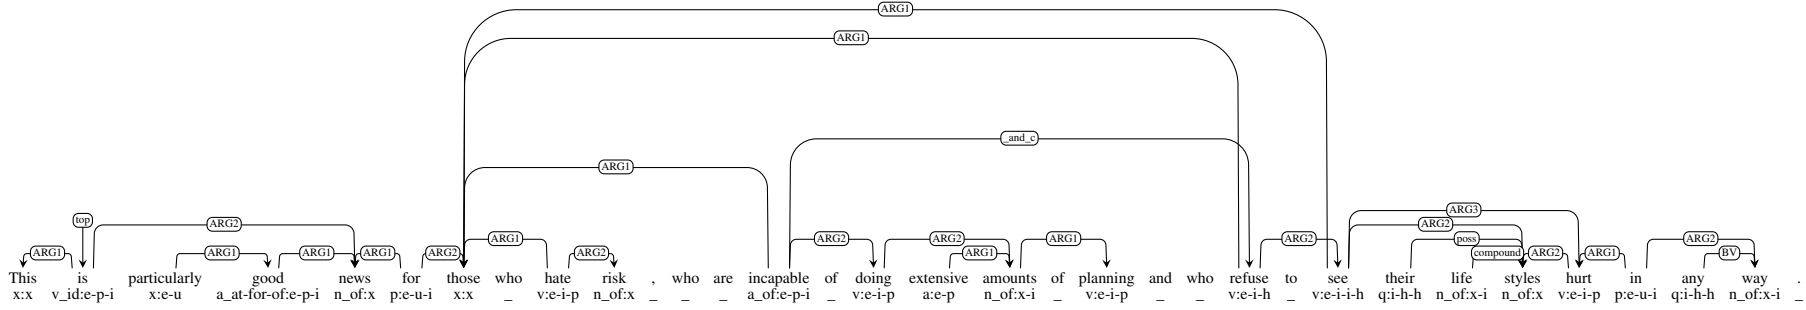 ARG1
ARG1
_and_c
ARG1
top ARG2 ARG3
ARG2
ARG1 ARG2 ARG1 ARG2 ARG2 poss ARG2
ARG1 ARG1 ARG1 ARG2 ARG2 ARG1 ARG1 compound ARG2 ARG1 BV
This is particularly good news for those who hate risk , who are incapable of doing extensive amounts of planning and who refuse to see their life styles hurt in any way .
x:x v_id:e-p-i x:e-u a_at-for-of:e-p-i n_of:x p:e-u-i x:x _ v:e-i-p n_of:x _ _ _ a_of:e-p-i _ v:e-i-p a:e-p n_of:x-i _ v:e-i-p _ _ v:e-i-h _ v:e-i-i-h q:i-h-h n_of:x-i n_of:x v:e-i-p p:e-u-i q:i-h-h n_of:x-i _